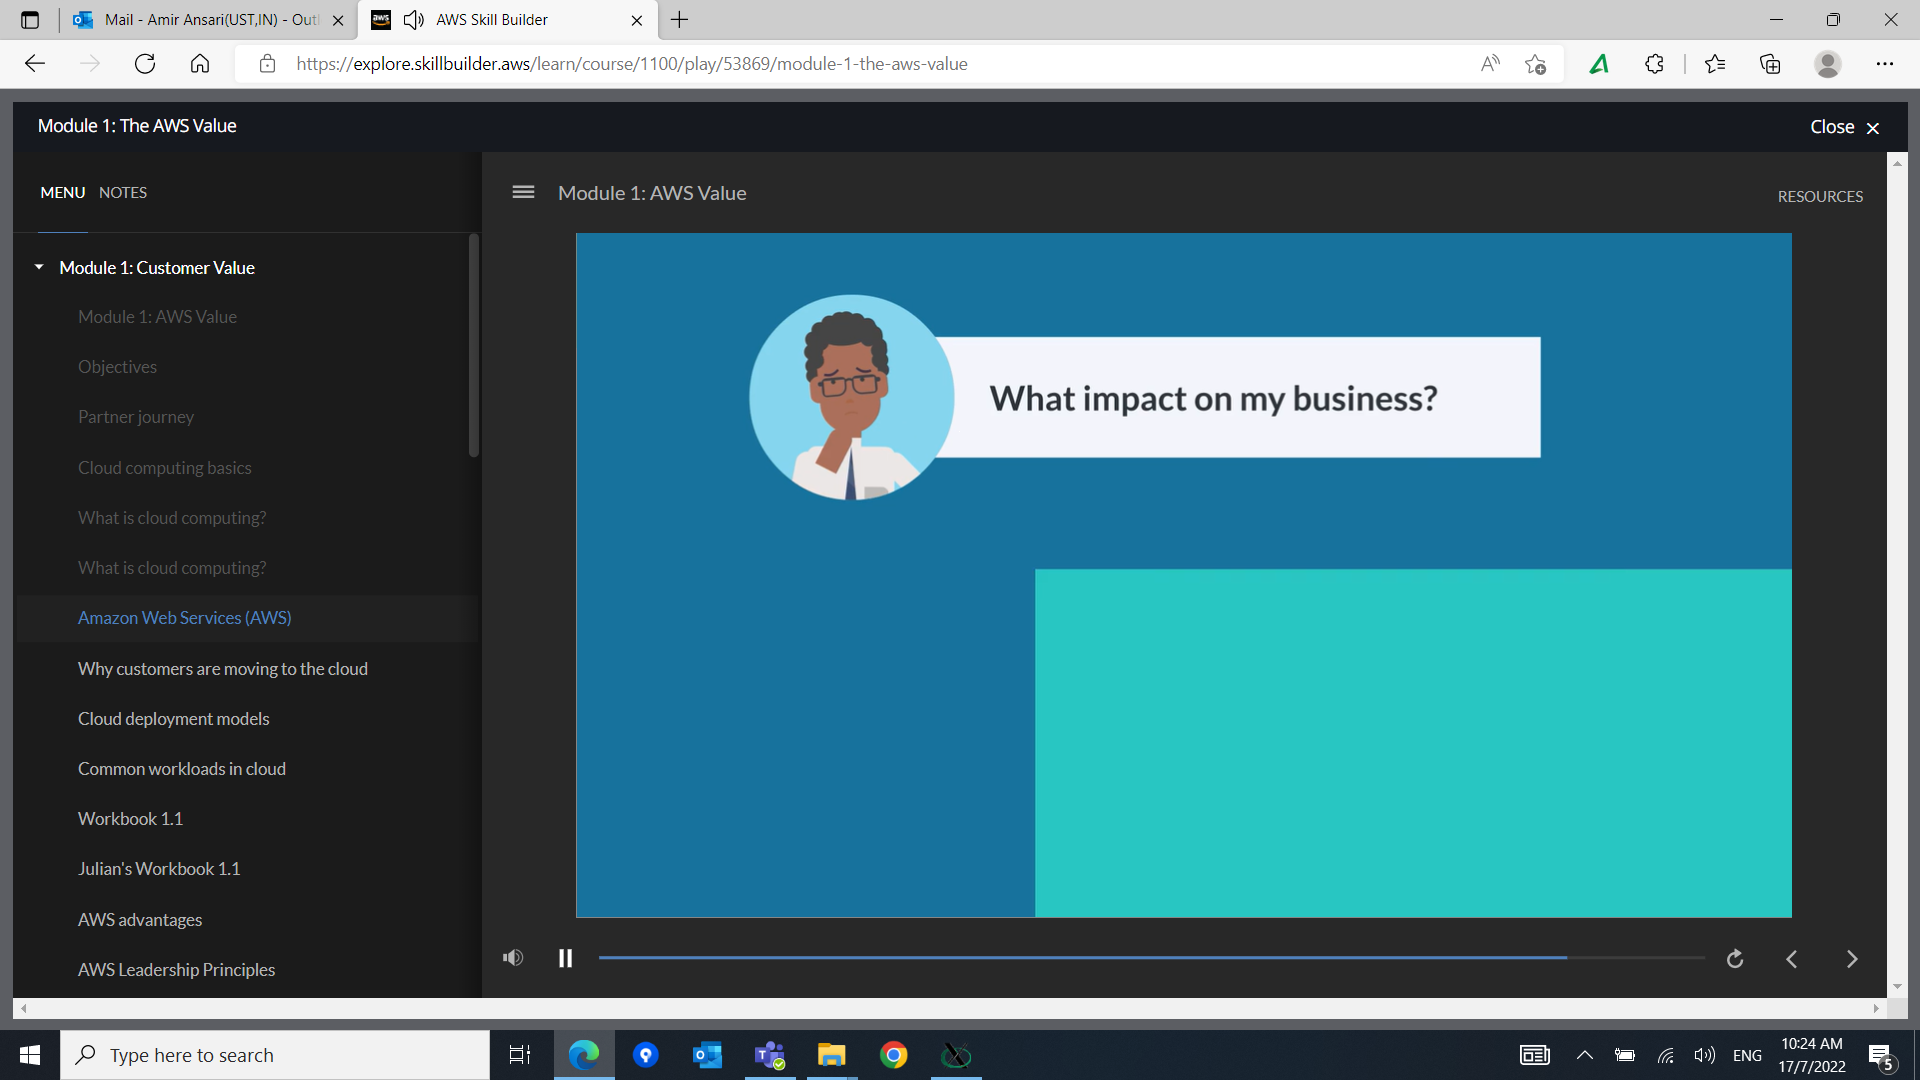 Mail - Amir Ansari(UST,IN) - Out
aws AWS Skill Builder
https://explore.skillbuilder.aws/learn/course/1100/play/53869/module-1-the-aws-value
Module 1: The AWS Value
Close
MENU NOTES
Module 1: AWS Value
RESOURCES
Module 1: Customer Value
Module 1: AWS Value
Objectives
Partner journey
Cloud computing basics
What is cloud computing?
What is cloud computing?
Amazon Web Services (AWS)
Why customers are moving to the cloud
Cloud deployment models
Common workloads in cloud
Workbook 1.1
Julian's Workbook 1.1
AWS advantages
AWS Leadership Principles
What impact on my business?
Type here to search
ENG
10:24 AM
17/7/2022
5